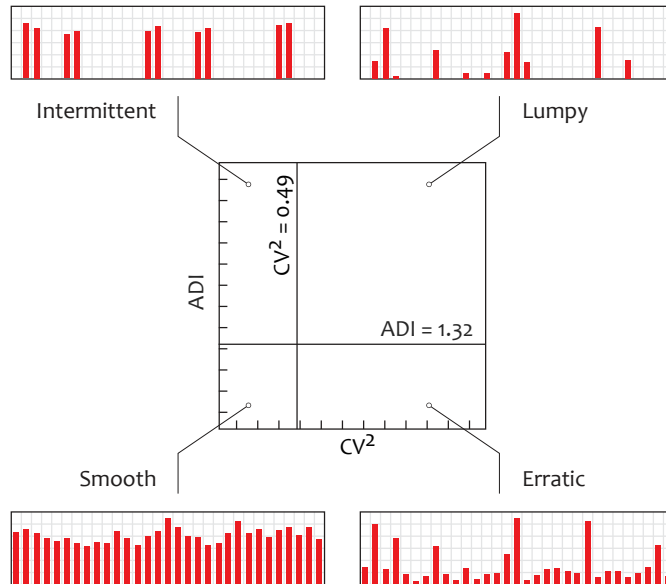 Intermittent
Lumpy
CV² = 0.49
ADI
ADI = 1.32
CV²
Smooth
Erratic